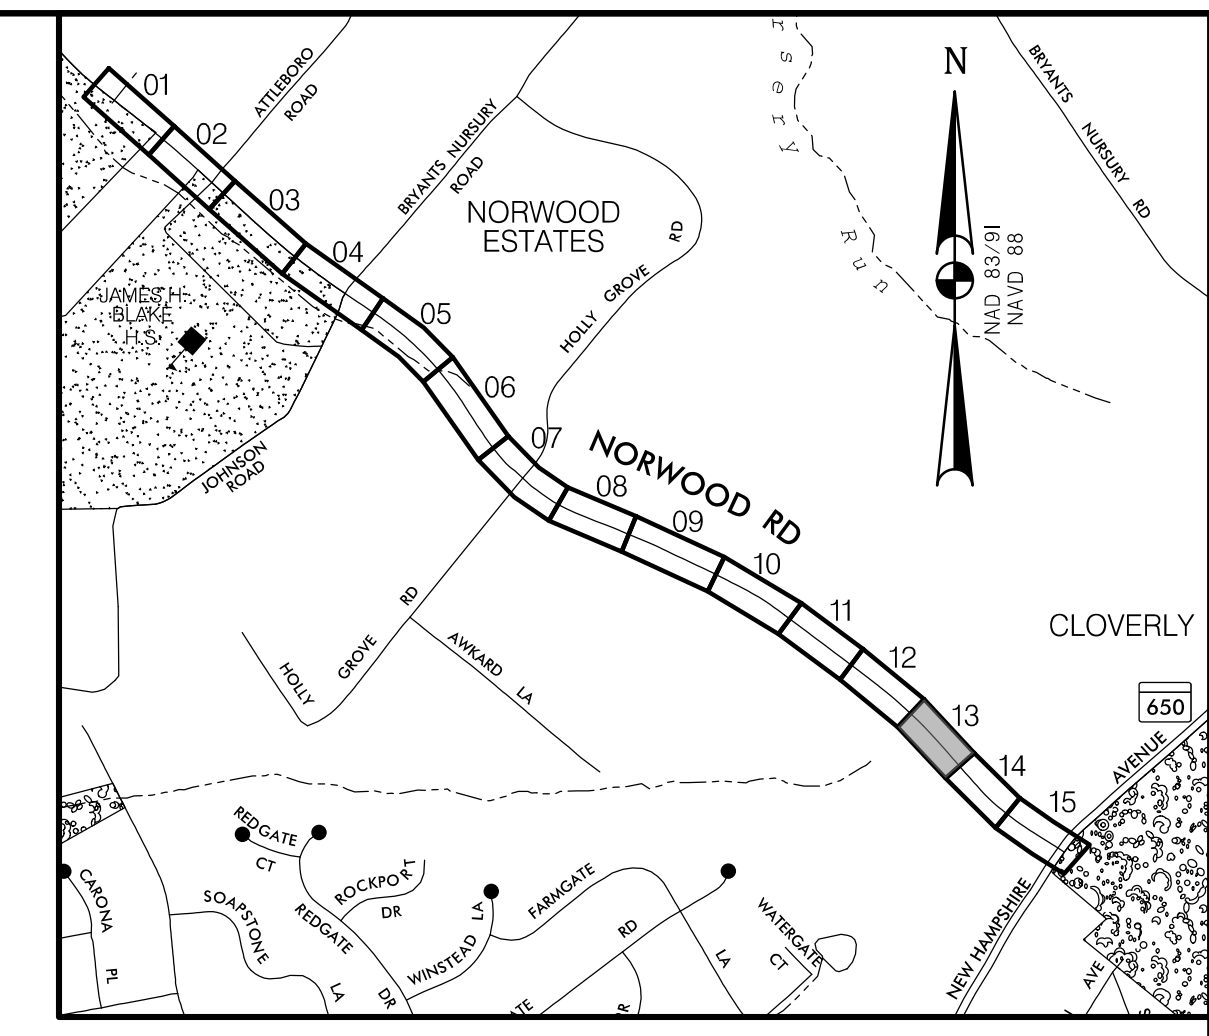 01
02
03
04
05
06
07
08
09
10
11
12
13
14
15
ATTLEBORO
ROAD
BRYANTS NURSURY
ROAD
NORWOOD
ESTATES
HOLLY GROVE RD
rsery
Run
N
NAD 83/91
NAVD 88
BRYANTS NURSURY RD
JAMES H.
BLAKE
H.S.
JOHNSON
ROAD
NORWOOD RD
CLOVERLY
650
HOLLY GROVE RD
AWKARD LA
NEW HAMPSHIRE AVENUE
REDGATE
CT
ROCKPORT
DR
SOAPSTONE LA
REDGATE DR
WINSTEAD LA
FARMGATE LA
RD
WATERGATE
CT
CARONA PL
AVE